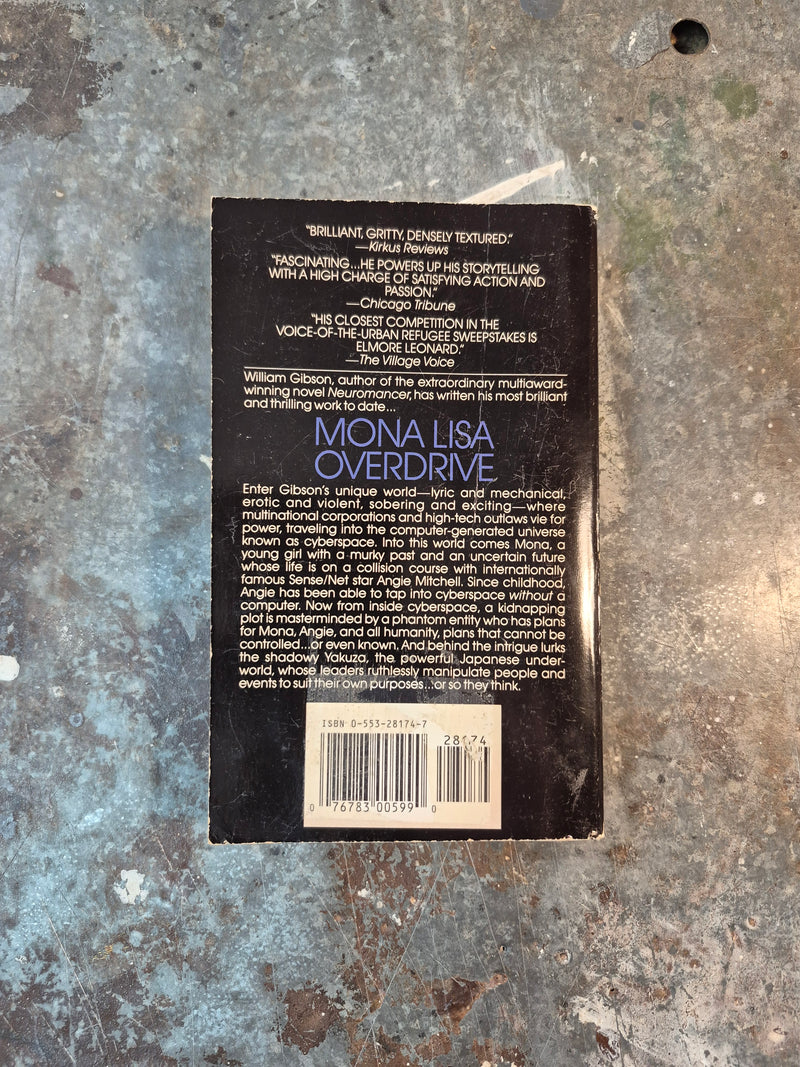 “BRILLIANT, GRITTY, DENSELY TEXTURED.”
—Kirkus Reviews
“FASCINATING...HE POWERS UP HIS STORYTELLING
WITH A HIGH CHARGE OF SATISFYING ACTION AND
PASSION.”
—Chicago Tribune
“HIS CLOSEST COMPETITION IN THE
VOICE-OF-THE-URBAN REFUGEE SWEEPSTAKES IS
ELMORE LEONARD.”
—The Village Voice
William Gibson, author of the extraordinary multiaward-
winning novel Neuromancer, has written his most brilliant
and thrilling work to date...
MONA LISA
OVERDRIVE
Enter Gibson's unique world—lyric and mechanical,
erotic and violent, sobering and exciting—where
multinational corporations and high-tech outlaws vie for
power, traveling into the computer-generated universe
known as cyberspace. Into this world comes Mona, a
young girl with a murky past and an uncertain future
whose life is on a collision course with internationally
famous Sense/Net star Angie Mitchell. Since childhood,
Angie has been able to tap into cyberspace without a
computer. Now from inside cyberspace, a kidnapping
plot is masterminded by a phantom entity who has plans
for Mona, Angie, and all humanity, plans that cannot be
controlled...or even known. And behind the intrigue lurks
the shadowy Yakuza, the powerful Japanese under-
world, whose leaders ruthlessly manipulate people and
events to suit their own purposes...or so they think.
ISBN 0-553-28174-7
28174
0 76783 00599 0